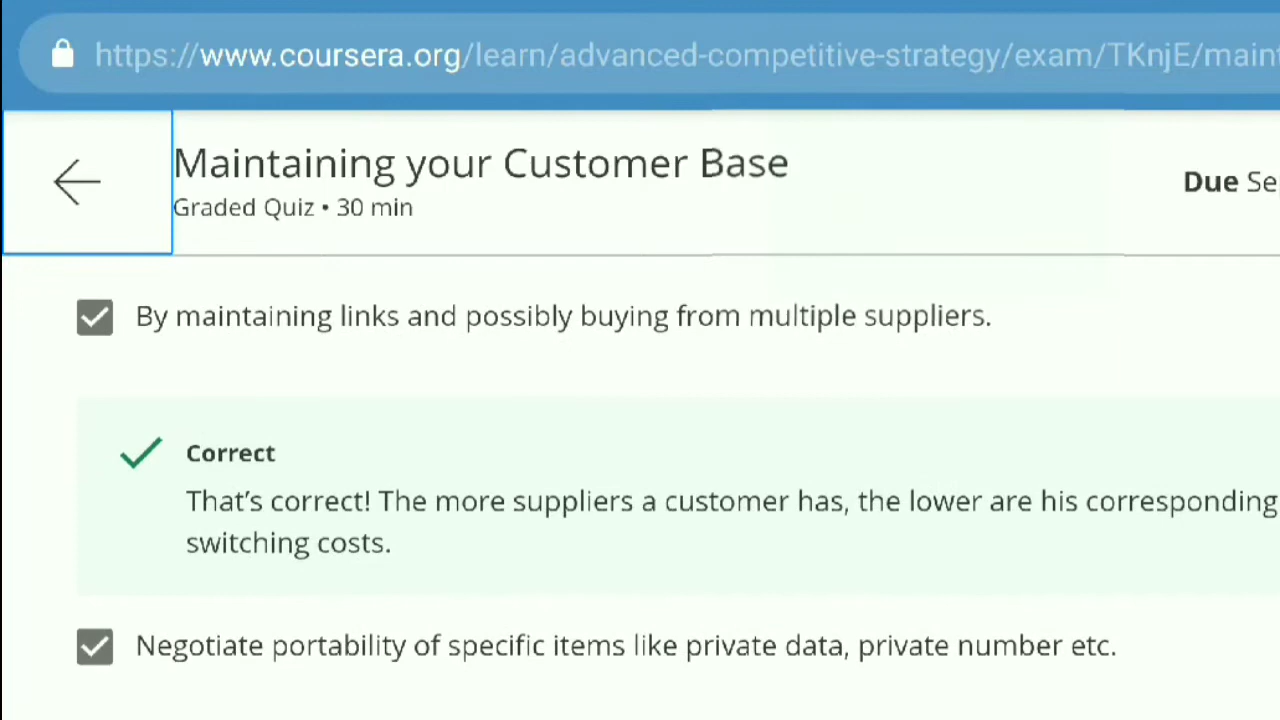 https://www.coursera.org/learn/advanced-competitive-strategy/exam/TKnjE/maint
Maintaining your Customer Base
Graded Quiz • 30 min
Due Se
By maintaining links and possibly buying from multiple suppliers.
Correct
That's correct! The more suppliers a customer has, the lower are his corresponding
switching costs.
Negotiate portability of specific items like private data, private number etc.